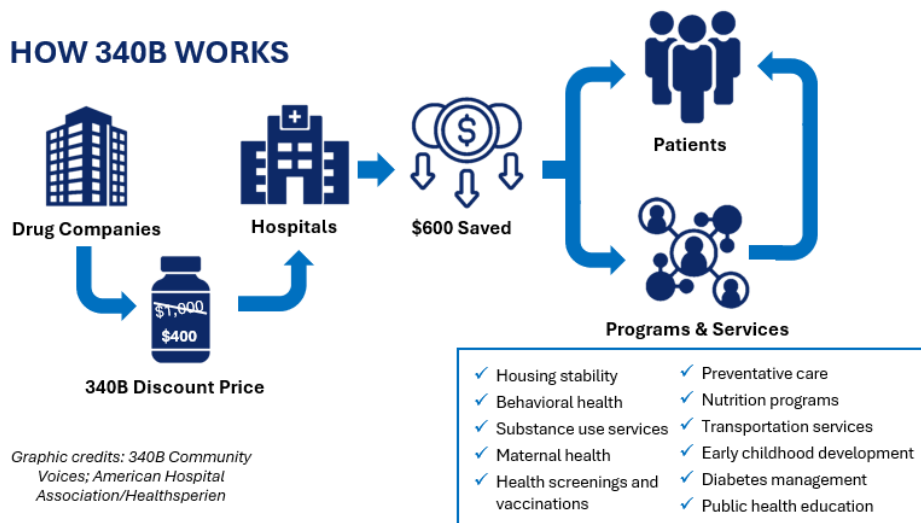 HOW 340B WORKS
Drug Companies
$1,000
$400
340B Discount Price
Hospitals
$
$600 Saved
Patients
Programs & Services
✓ Housing stability
✓ Behavioral health
✓ Substance use services
✓ Maternal health
✓ Health screenings and
vaccinations
✓ Preventative care
✓ Nutrition programs
✓ Transportation services
✓ Early childhood development
✓ Diabetes management
✓ Public health education
Graphic credits: 340B Community
Voices; American Hospital
Association/Healthsperien